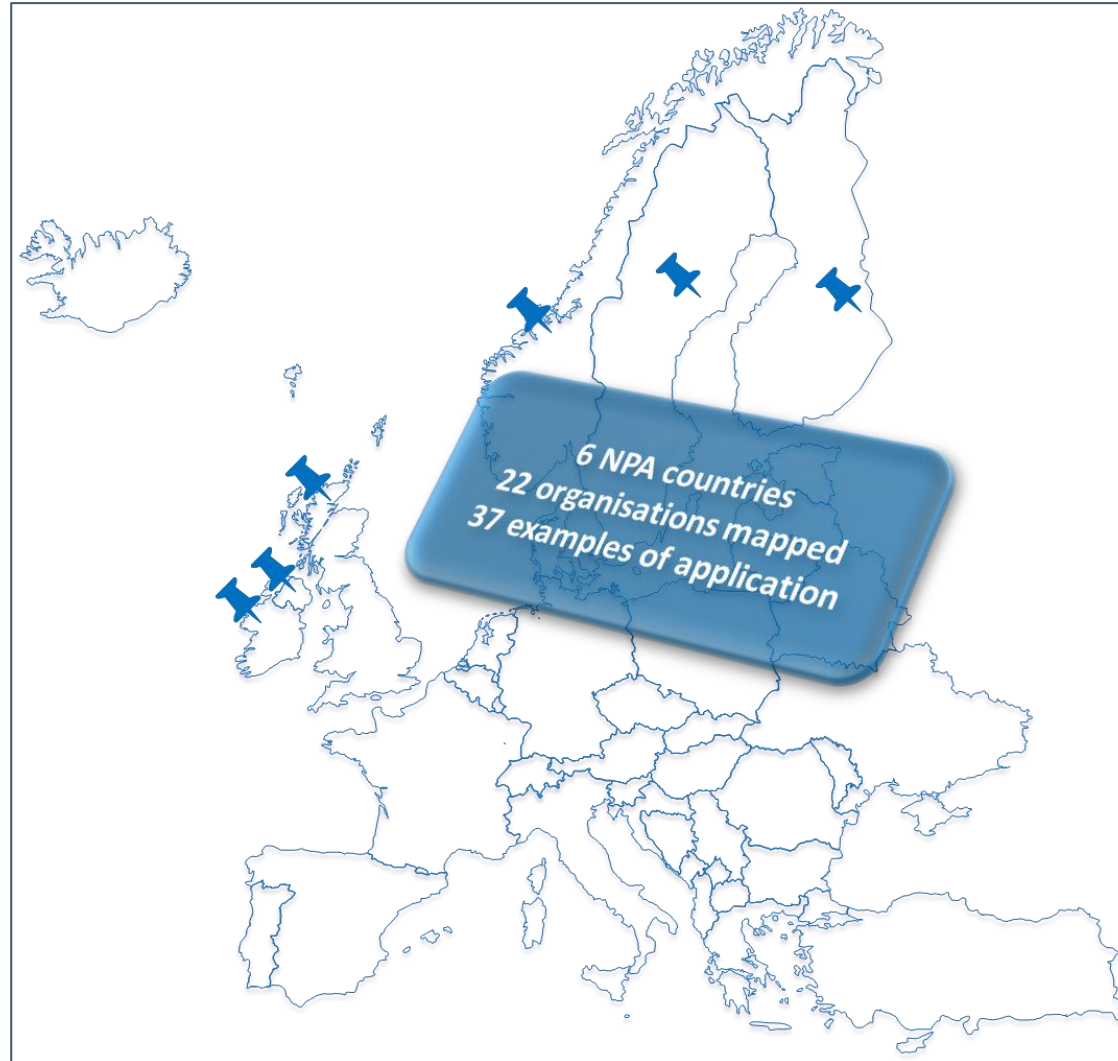 6 NPA countries
22 organisations mapped
37 examples of application